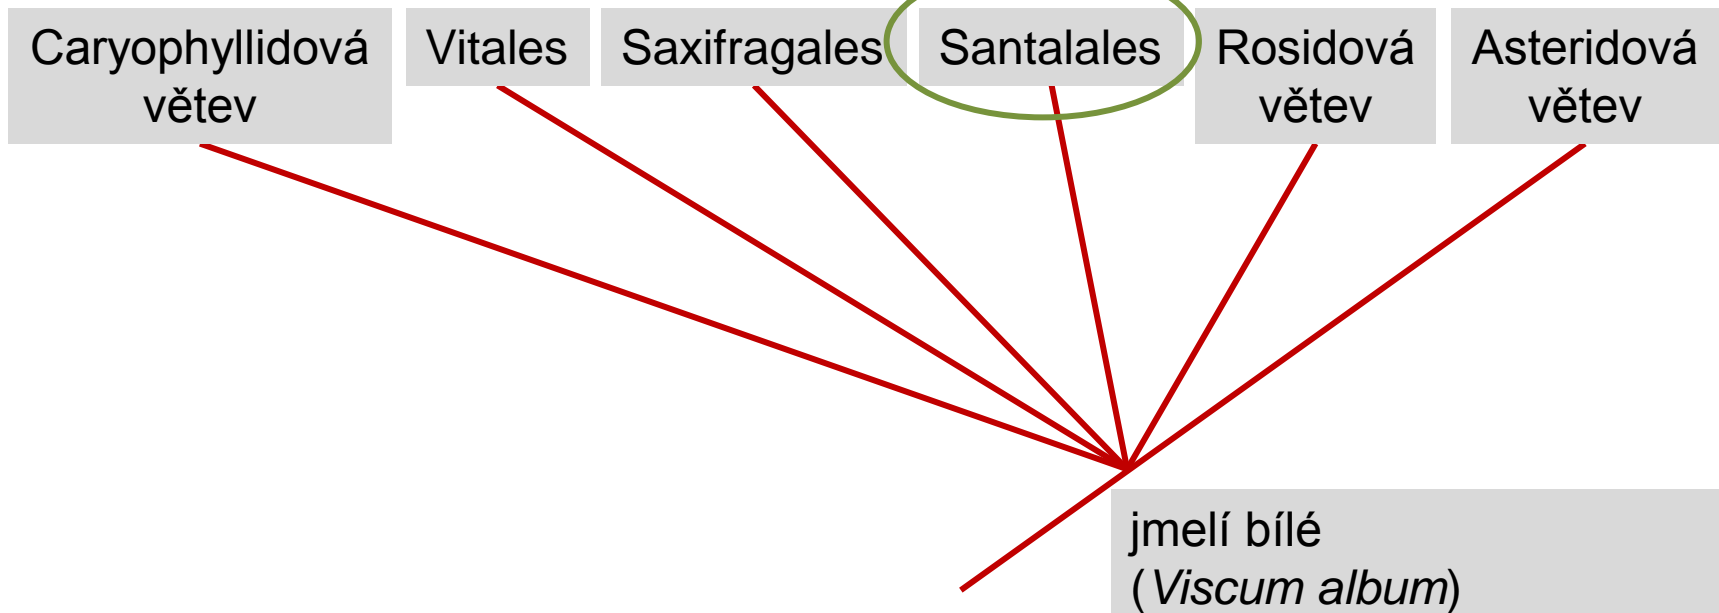 Caryophyllidová
větev
Vitales
Saxifragales
Santalales
Rosidová
větev
Asteridová
větev
jmelí bílé
(Viscum album)